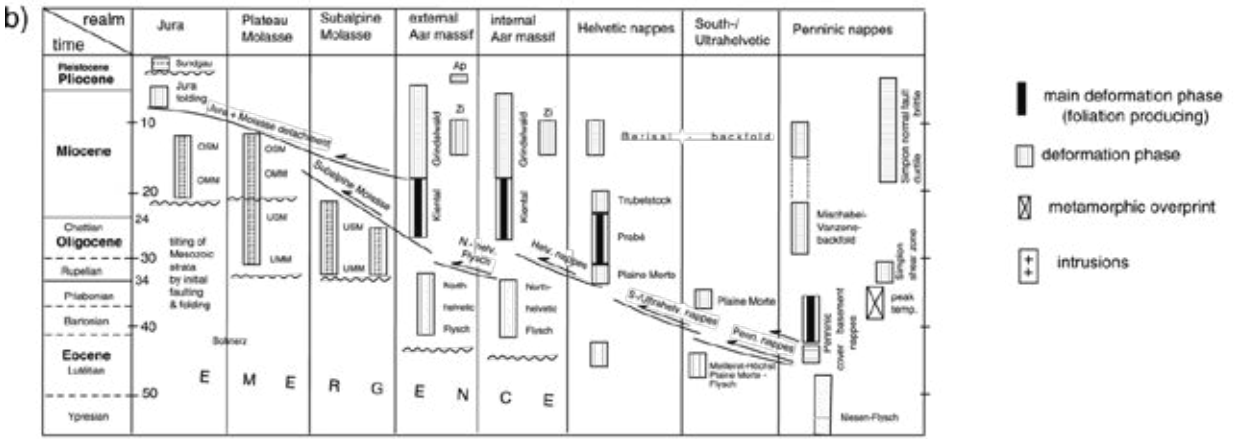 b)
realm
time
Jura
Plateau
Molasse
Subalpine
Molasse
external
Aar massif
internal
Aar massif
Helvetic nappes
South-/
Ultrahelvetic
Penninic nappes
Pleistocene
Pliocene
Miocene
Chattian
Oligocene
Rupelian
Priabonian
Bartonian
Eocene
Lutitian
Ypresian
10
20
24
30
34
40
50
Sundgau
Jura
folding
OSM
OMM
tilting of
Mesozoic
strata
by initial
faulting
& folding
Bohnerz
Jura + Molasse detachment
OSM
OMM
USM
UMM
Subalpine Molasse
USM
UMM
Ap
Zi
Grindelwald
Kiental
N.-helv.
Flysch
North
helvetic
Flysch
Zi
Grindelwald
Kiental
North-
helvetic
Flysch
Helv. nappes
Berisal - backfold
Trubelstock
Prabé
Plaine Morte
S-/Ultrahelv. nappes
Plaine Morte
Penn. nappes
Plaine Morte -
Flysch
Mischabel-
Vanzone-
backfold
Simplon normal fault
ductile
brittle
Simplon
shear zone
peak
temp.
Penninic
cover basement
nappes
Niesen-Flysch
E M E R G E N C E
main deformation phase
(foliation producing)
deformation phase
metamorphic overprint
intrusions